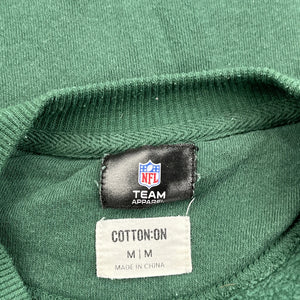 NFL
TEAM
APPAREL
COTTON:ON
M | M
MADE IN CHINA